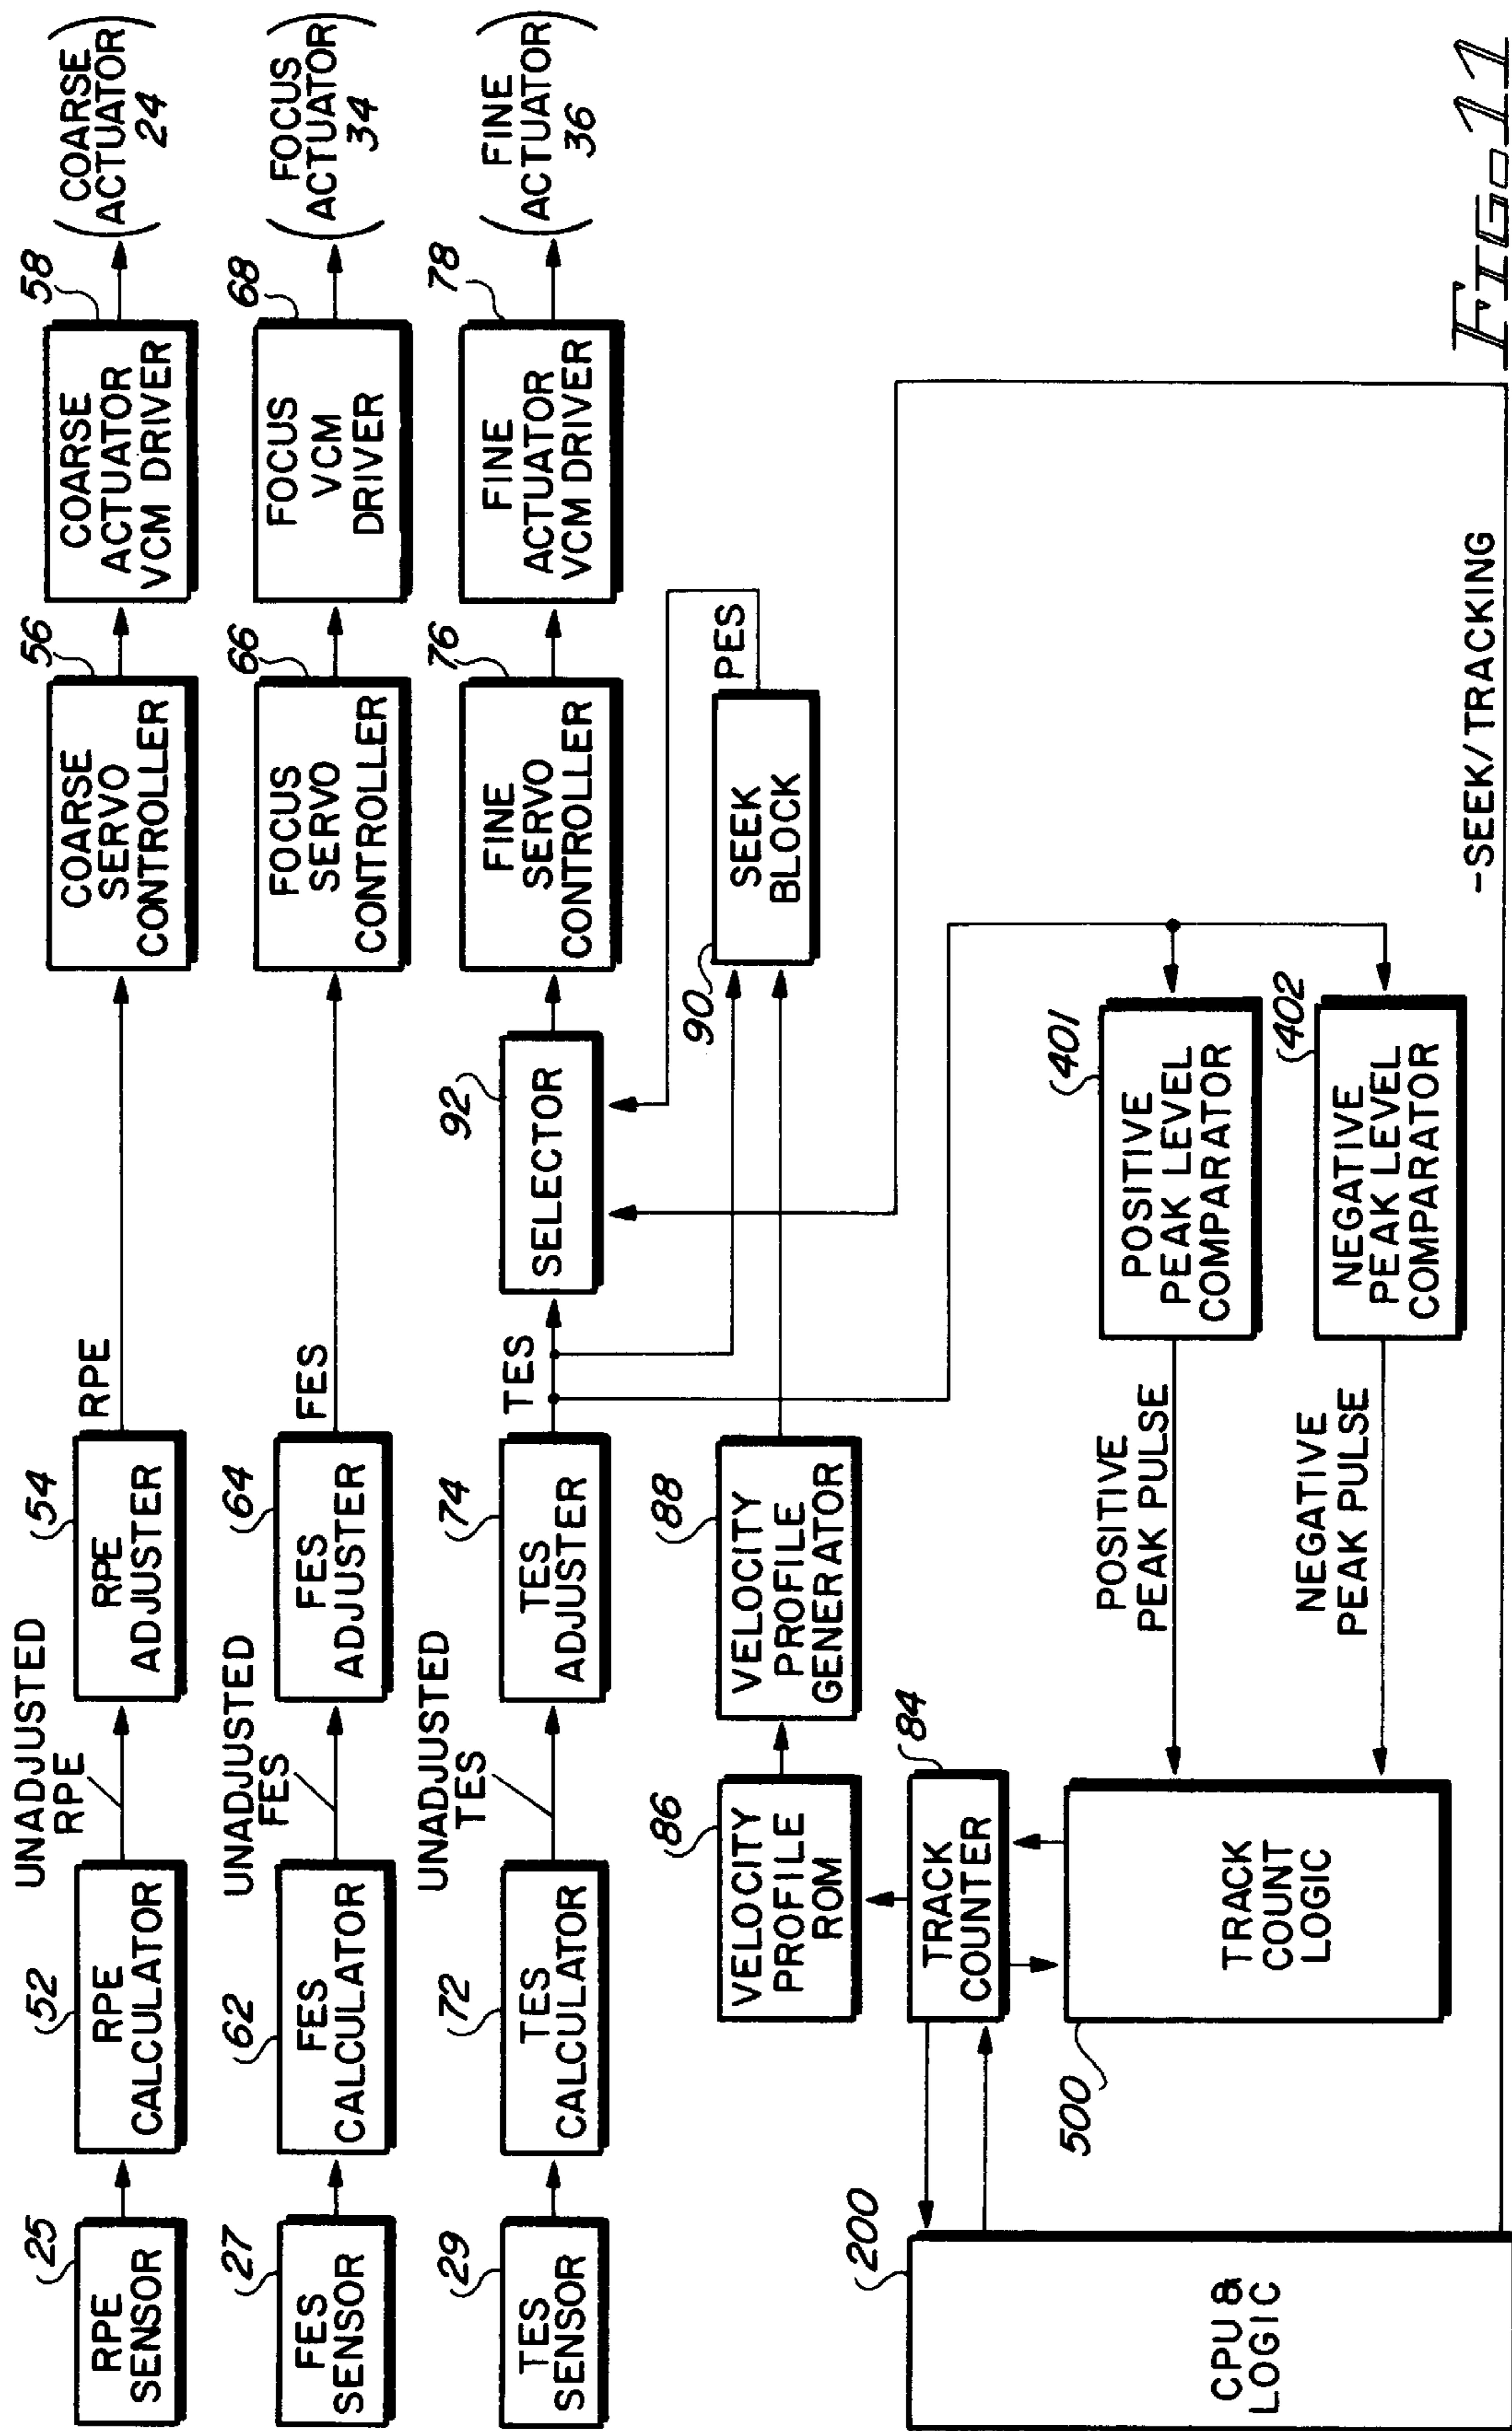 25
RPE
SENSOR
52
RPE
CALCULATOR
UNADJUSTED
RPE
54
RPE
ADJUSTER
RPE
56
COARSE
SERVO
CONTROLLER
58
COARSE
ACTUATOR
VCM DRIVER
(COARSE
ACTUATOR)
24
27
FES
SENSOR
62
FES
CALCULATOR
UNADJUSTED
FES
64
FES
ADJUSTER
FES
66
FOCUS
SERVO
CONTROLLER
68
FOCUS
VCM
DRIVER
(FOCUS
ACTUATOR)
34
29
TES
SENSOR
72
TES
CALCULATOR
UNADJUSTED
TES
74
TES
ADJUSTER
TES
92
SELECTOR
76
FINE
SERVO
CONTROLLER
78
FINE
ACTUATOR
VCM DRIVER
(FINE
ACTUATOR)
36
86
VELOCITY
PROFILE
ROM
88
VELOCITY
PROFILE
GENERATOR
90
SEEK
BLOCK
PES
200
CPU &
LOGIC
84
TRACK
COUNTER
500
TRACK
COUNT
LOGIC
POSITIVE
PEAK PULSE
NEGATIVE
PEAK PULSE
401
POSITIVE
PEAK LEVEL
COMPARATOR
402
NEGATIVE
PEAK LEVEL
COMPARATOR
-SEEK/TRACKING
FIG. 11